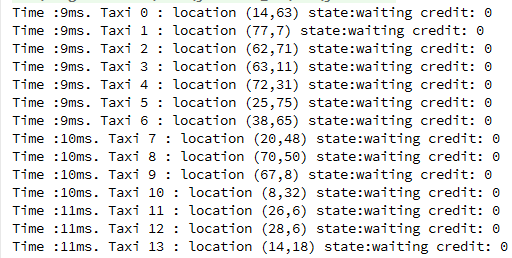 Time :9ms. Taxi 0 : location (14,63) state:waiting credit: 0
Time :9ms. Taxi 1 : location (77,7) state:waiting credit: 0
Time :9ms. Taxi 2 : location (62,71) state:waiting credit: 0
Time :9ms. Taxi 3 : location (63,11) state:waiting credit: 0
Time :9ms. Taxi 4 : location (72,31) state:waiting credit: 0
Time :9ms. Taxi 5 : location (25,75) state:waiting credit: 0
Time :9ms. Taxi 6 : location (38,65) state:waiting credit: 0
Time :10ms. Taxi 7 : location (20,48) state:waiting credit: 0
Time :10ms. Taxi 8 : location (70,50) state:waiting credit: 0
Time :10ms. Taxi 9 : location (67,8) state:waiting credit: 0
Time :10ms. Taxi 10 : location (8,32) state:waiting credit: 0
Time :11ms. Taxi 11 : location (26,6) state:waiting credit: 0
Time :11ms. Taxi 12 : location (28,6) state:waiting credit: 0
Time :11ms. Taxi 13 : location (14,18) state:waiting credit: 0